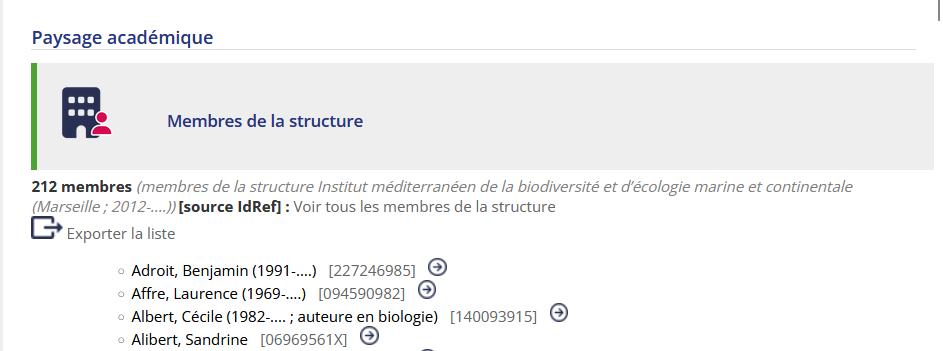 Paysage académique
Membres de la structure
212 membres (membres de la structure Institut méditerranéen de la biodiversité et d’écologie marine et continentale
(Marseille ; 2012-....)) [source IdRef] : Voir tous les membres de la structure
Exporter la liste
Adroit, Benjamin (1991-....) [227246985]
Affre, Laurence (1969-....) [094590982]
Albert, Cécile (1982-.... ; auteure en biologie) [140093915]
Alibert, Sandrine [06969561X]